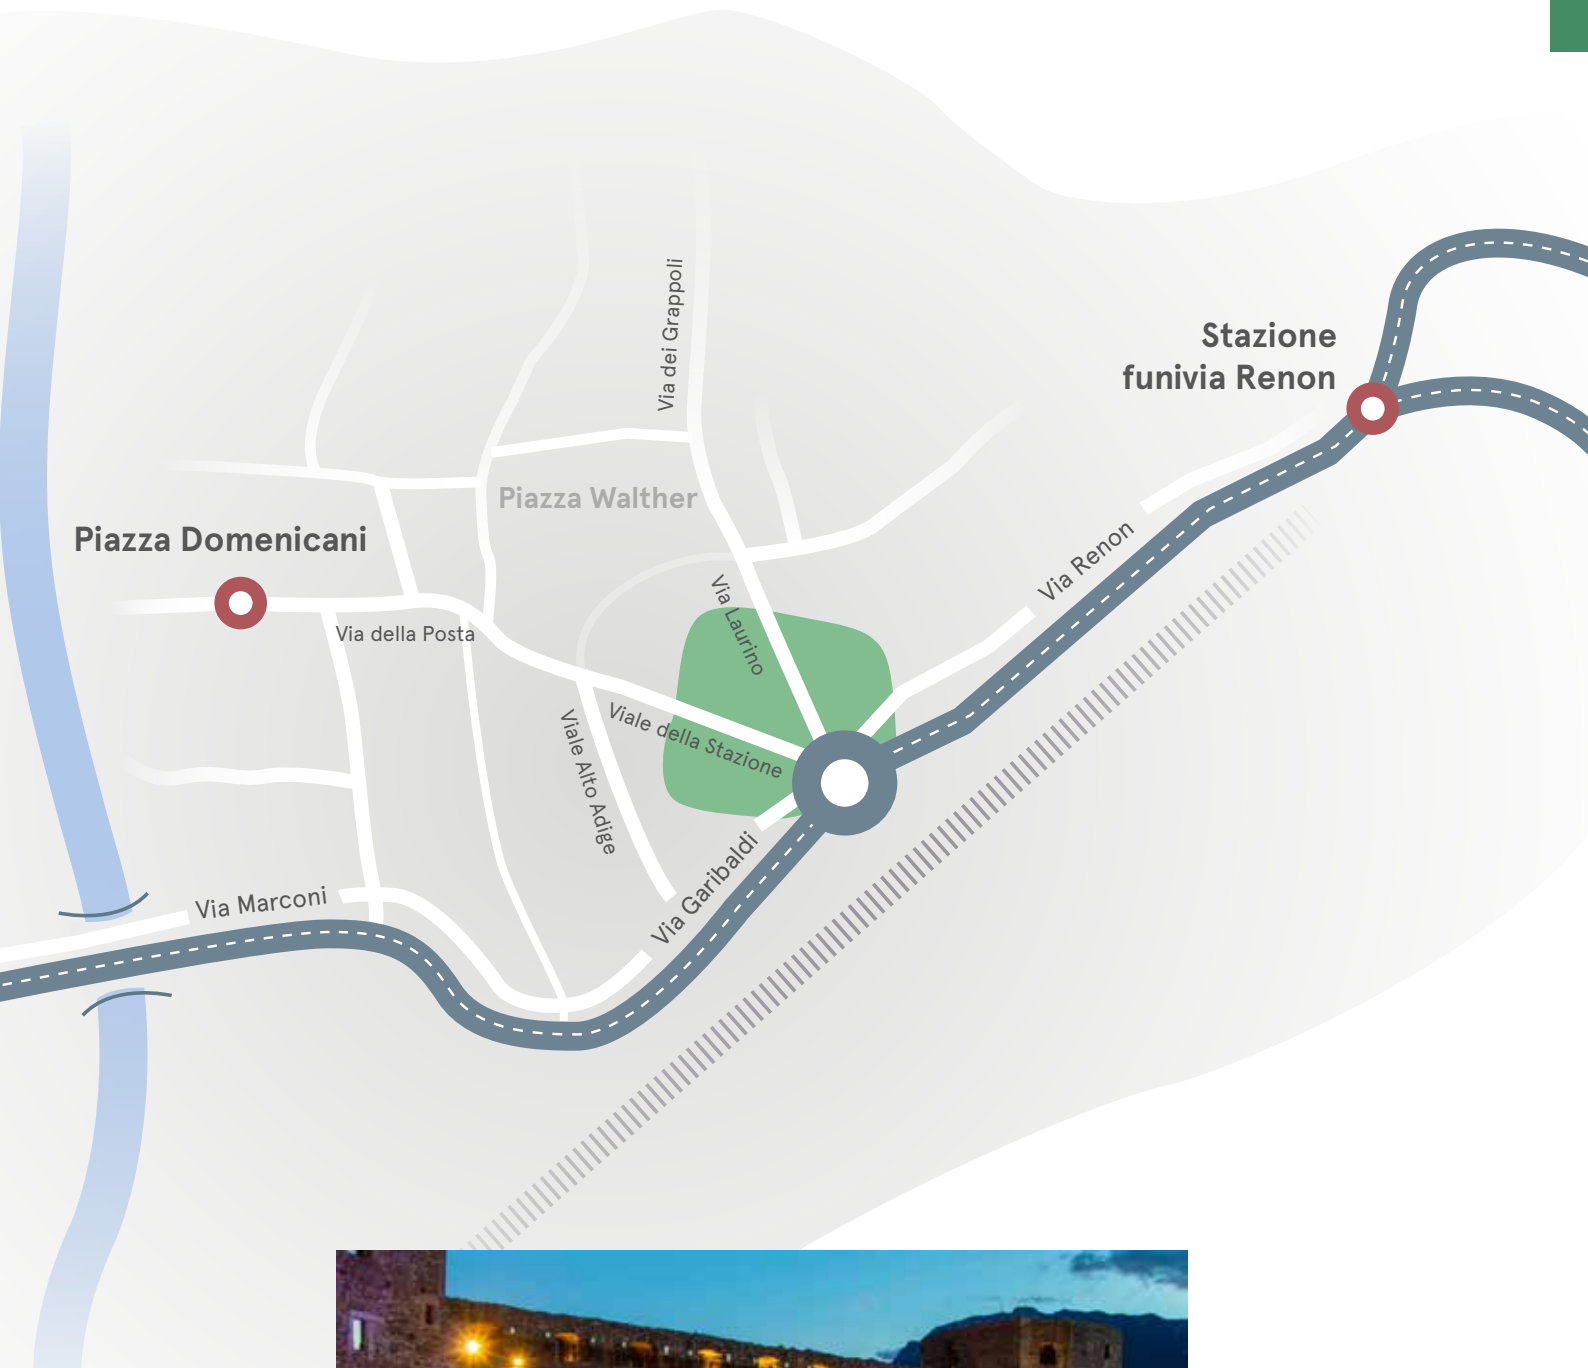 Via dei Grappoli
Stazione
funivia Renon
Piazza Walther
Piazza Domenicani
Via Renon
Via Laurino
Via della Posta
Viale della Stazione
Viale Alto Adige
Via Garibaldi
Via Marconi